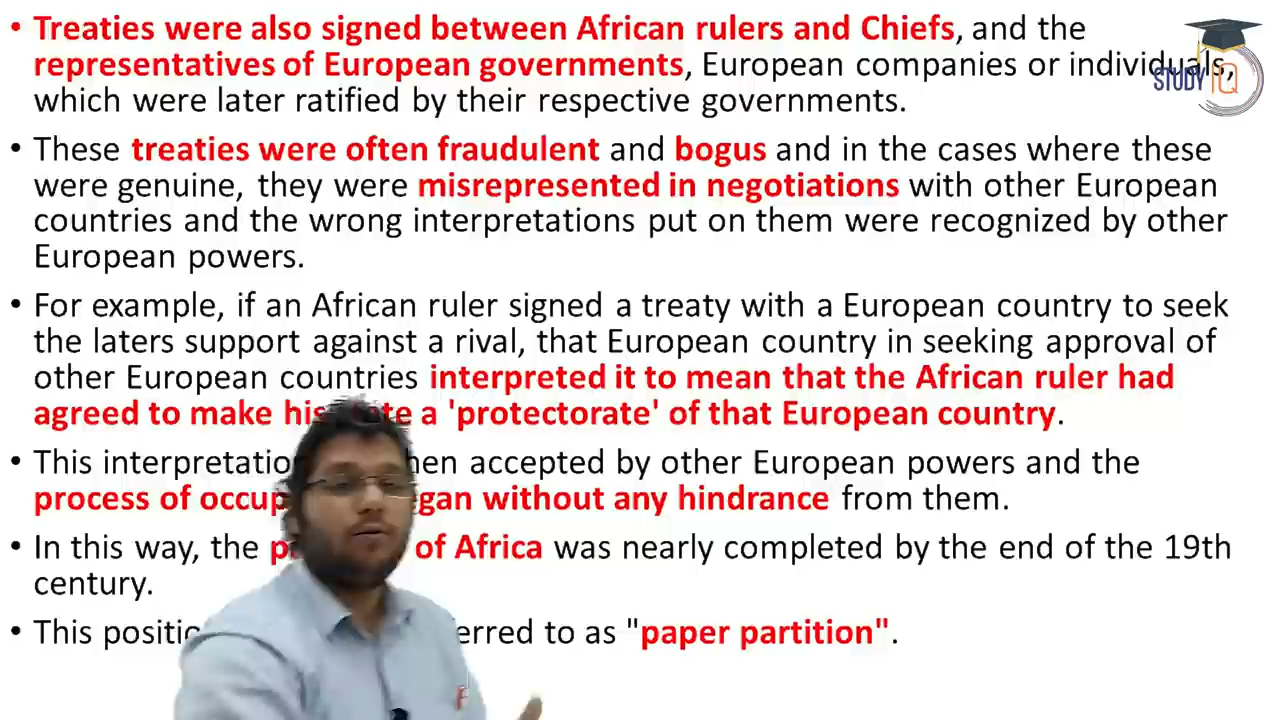 • Treaties were also signed between African rulers and Chiefs, and the
representatives of European governments, European companies or individuals,
which were later ratified by their respective governments.
• These treaties were often fraudulent and bogus and in the cases where these
were genuine, they were misrepresented in negotiations with other European
countries and the wrong interpretations put on them were recognized by other
European powers.
• For example, if an African ruler signed a treaty with a European country to seek
the laters support against a rival, that European country in seeking approval of
other European countries interpreted it to mean that the African ruler had
agreed to make his a 'protectorate' of that European country.
• This accepted by other European powers and the
process of without any hindrance from them.
• In this way, the of Africa was nearly completed by the end of the 19th
century.
• This to as "paper partition".
STUDY IQ